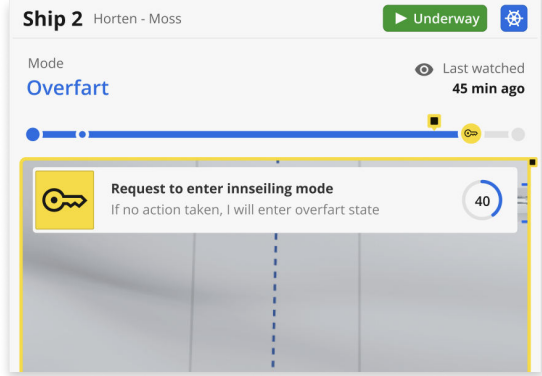 Ship 2 Horten - Moss
Underway
Mode
Overfart
Last watched
45 min ago
Request to enter innseiling mode
If no action taken, I will enter overfart state
40